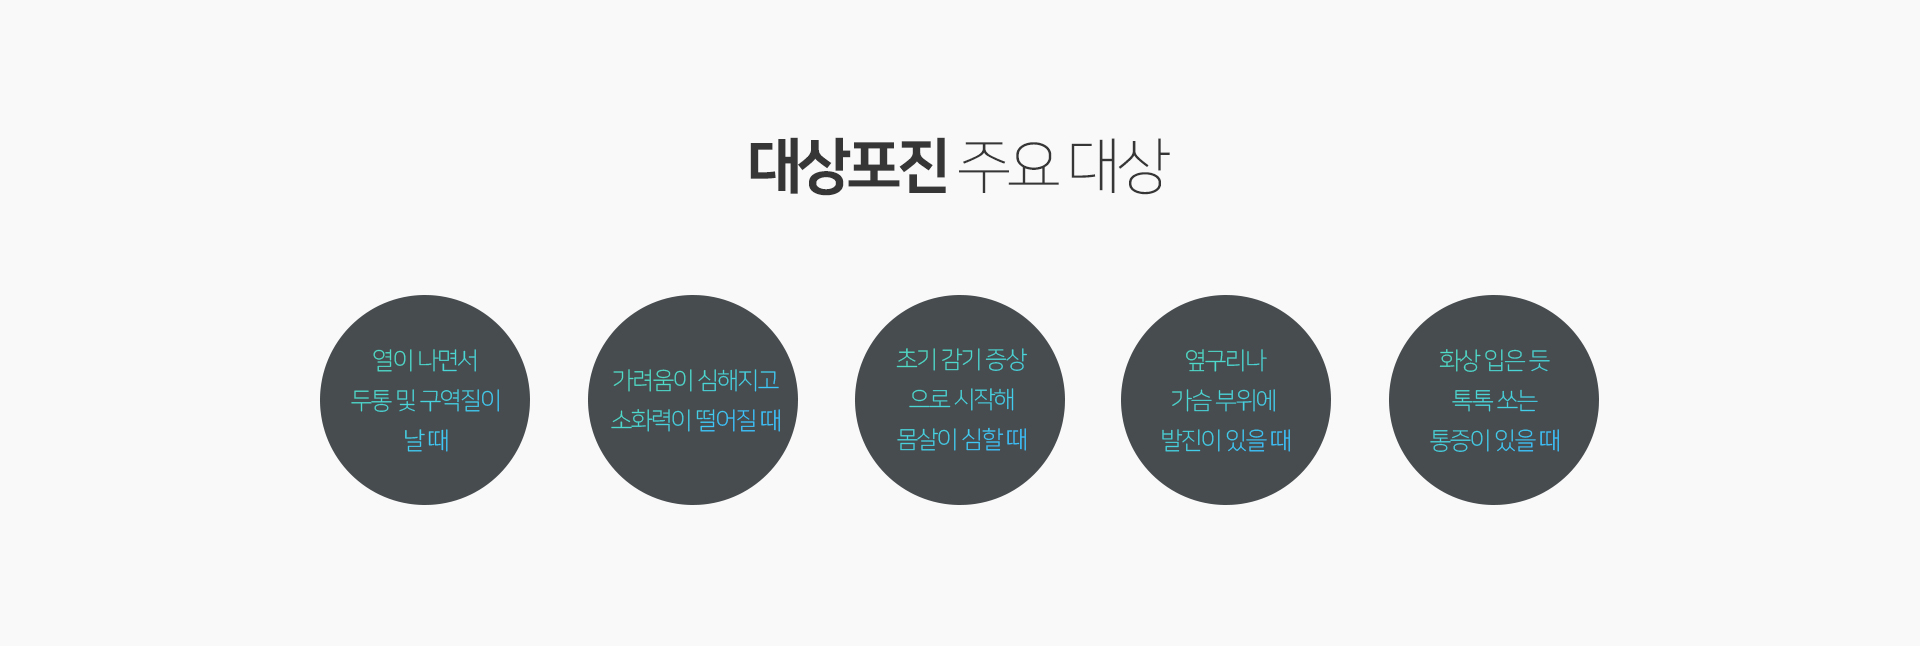 대상포진 주요 대상
열이 나면서
두통 및 구역질이
날 때
가려움이 심해지고
소화력이 떨어질 때
초기 감기 증상
으로 시작해
몸살이 심할 때
옆구리나
가슴 부위에
발진이 있을 때
화상 입은 듯
톡톡 쏘는
통증이 있을 때